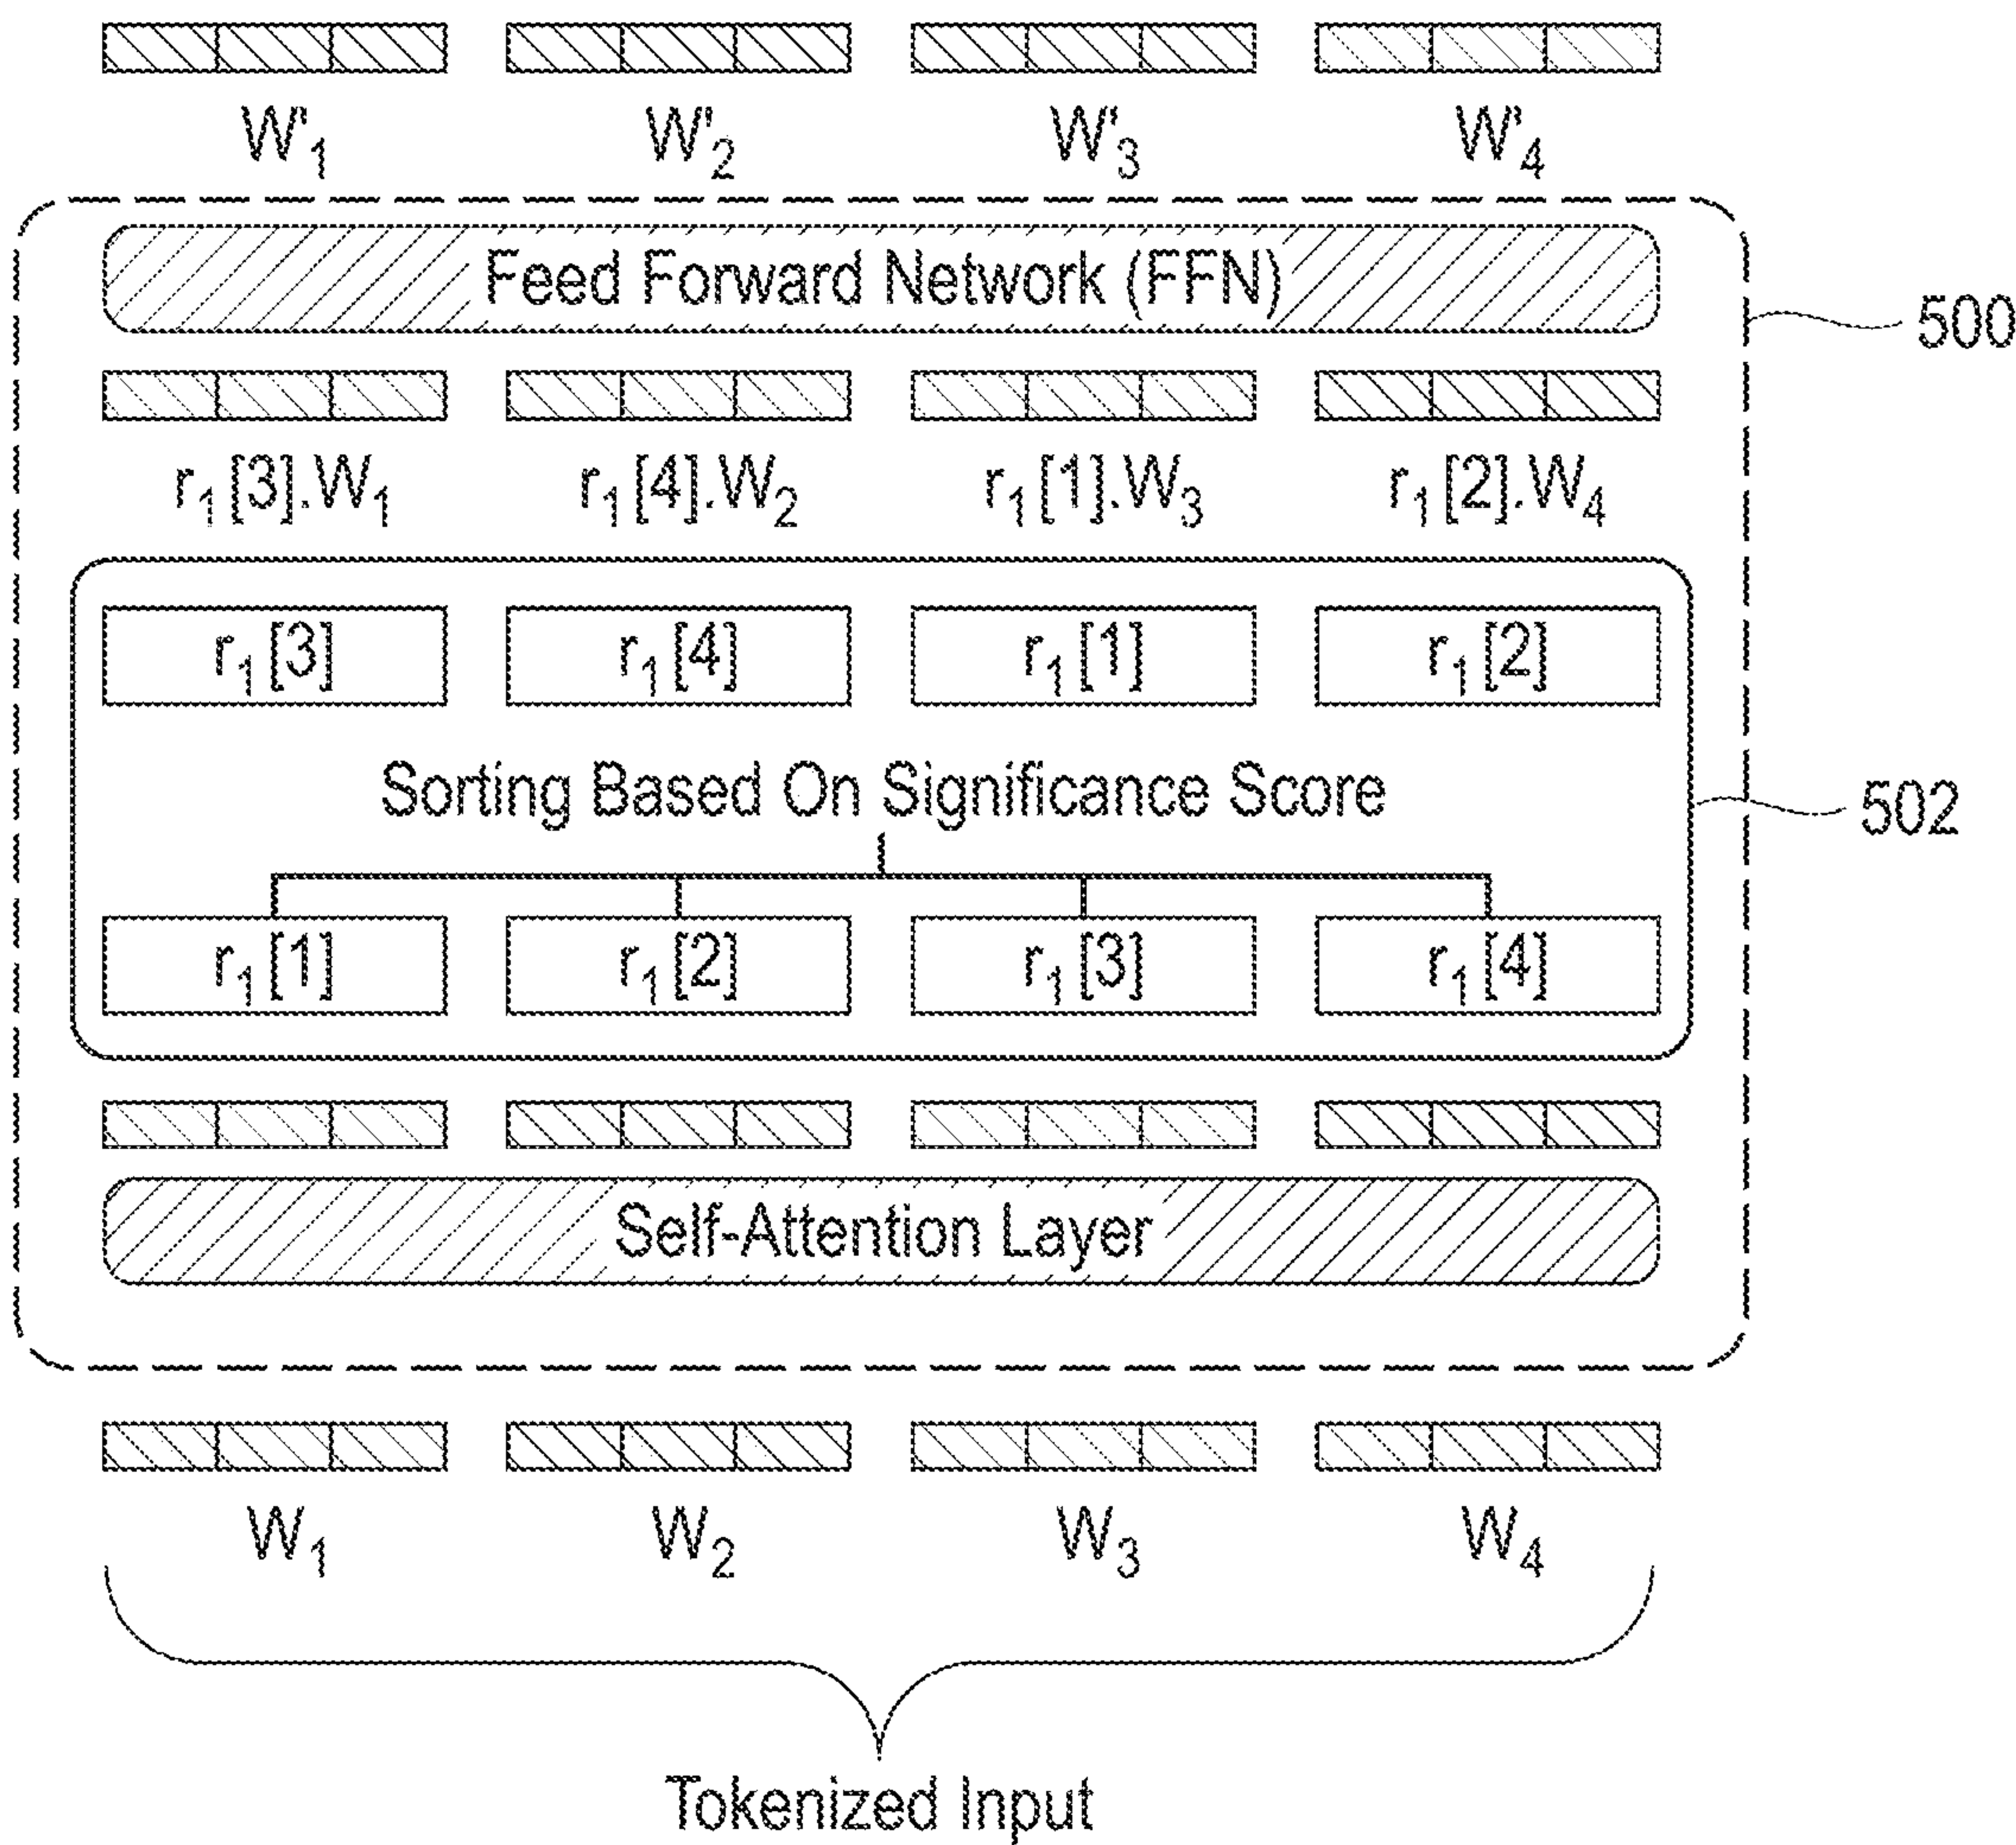 W'₁ W'₂ W'₃ W'₄
Feed Forward Network (FFN)
500
r₁[3].W₁ r₁[4].W₂ r₁[1].W₃ r₁[2].W₄
r₁[3] r₁[4] r₁[1] r₁[2]
Sorting Based On Significance Score
502
r₁[1] r₁[2] r₁[3] r₁[4]
Self-Attention Layer
W₁ W₂ W₃ W₄
Tokenized Input